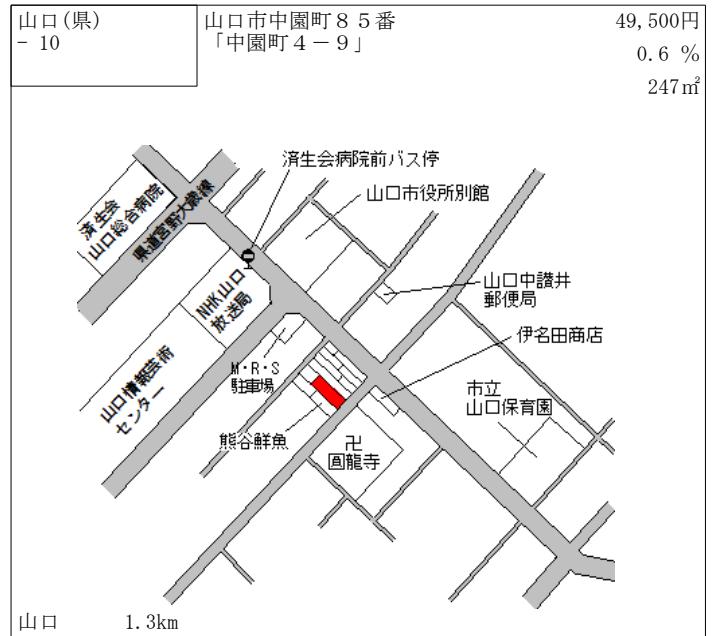 山口(県)
- 10
山口市中園町８５番
「中園町４－９」
49,500円
0.6 %
247㎡
済生会病院前バス停
山口市役所別館
済生会
山口総合病院
県道宮野大歳線
NHK山口
放送局
山口中讃井
郵便局
伊名田商店
M・R・S
駐車場
山口情報芸術
センター
市立
山口保育園
熊谷鮮魚
卍
圓龍寺
山口 1.3km